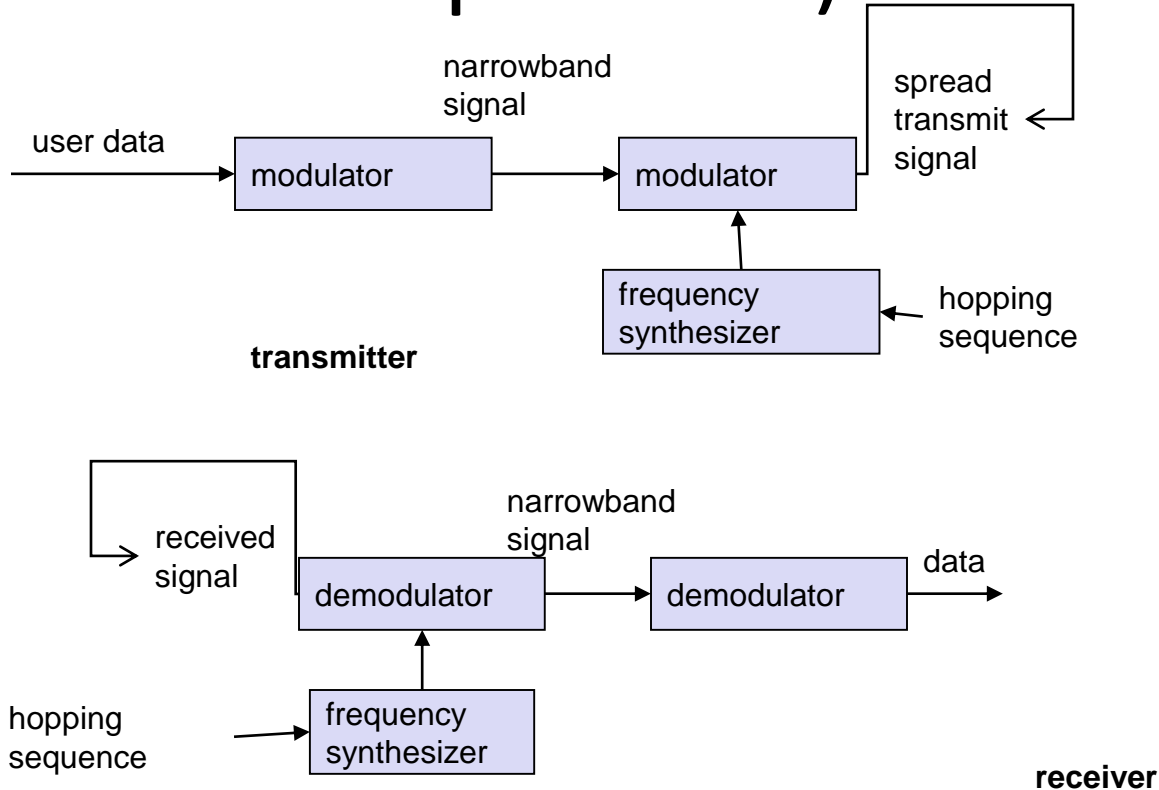 narrowband
signal
spread
transmit
signal
user data
modulator
modulator
frequency
synthesizer
hopping
sequence
transmitter
narrowband
signal
received
signal
data
demodulator
demodulator
hopping
sequence
frequency
synthesizer
receiver